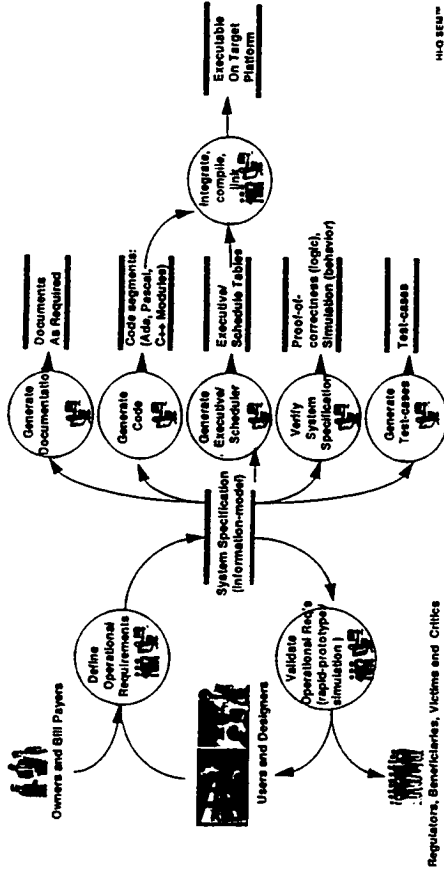 Owners and Bill Payers
Define
Operational
Requirements
Users and Designers
Validate
Operational Req's
(rapid-prototype,
simulation )
Regulators, Beneficiaries, Victims and Critics
System Specification
(Information-model)
Generate
Documentation
Documents
As Required
Generate
Code
Code segments:
(Ada, Pascal,
C++ Modules)
Generate
Executive/
Scheduler
Executive/
Schedule Tables
Verify
System
Specification
Proof-of-
correctness (logic),
Simulation (behavior)
Generate
Test-cases
Test-cases
Integrate,
compile,
link
Executable
On Target
Platform
HI-Q SEM™